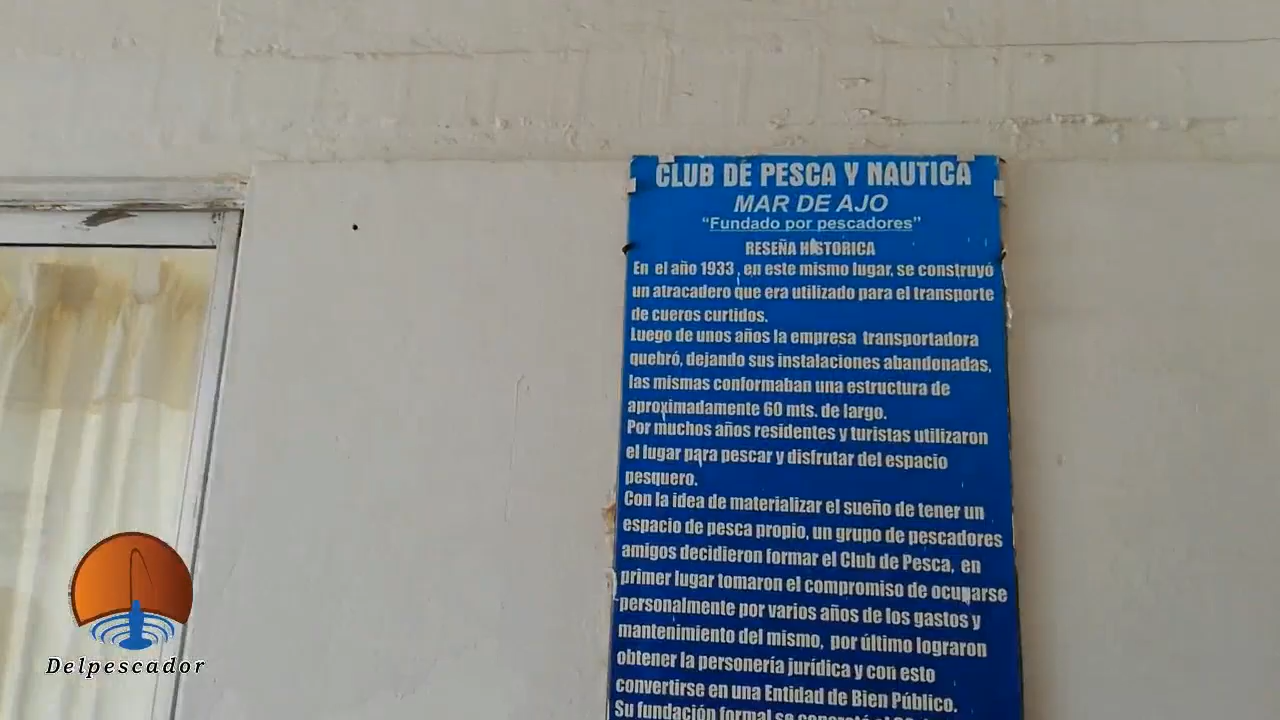 CLUB DE PESCA Y NAUTICA
MAR DE AJO
“Fundado por pescadores”
RESEÑA HISTORICA
En el año 1933 , en este mismo lugar, se construyó
un atracadero que era utilizado para el transporte
de cueros curtidos.
Luego de unos años la empresa transportadora
quebró, dejando sus instalaciones abandonadas,
las mismas conformaban una estructura de
aproximadamente 60 mts. de largo.
Por muchos años residentes y turistas utilizaron
el lugar para pescar y disfrutar del espacio
pesquero.
Con la idea de materializar el sueño de tener un
espacio de pesca propio, un grupo de pescadores
amigos decidieron formar el Club de Pesca, en
primer lugar tomaron el compromiso de ocuparse
personalmente por varios años de los gastos y
mantenimiento del mismo, por último lograron
obtener la personería jurídica y con esto
convertirse en una Entidad de Bien Público.
Su fundación formal se concretó el
Delpescador